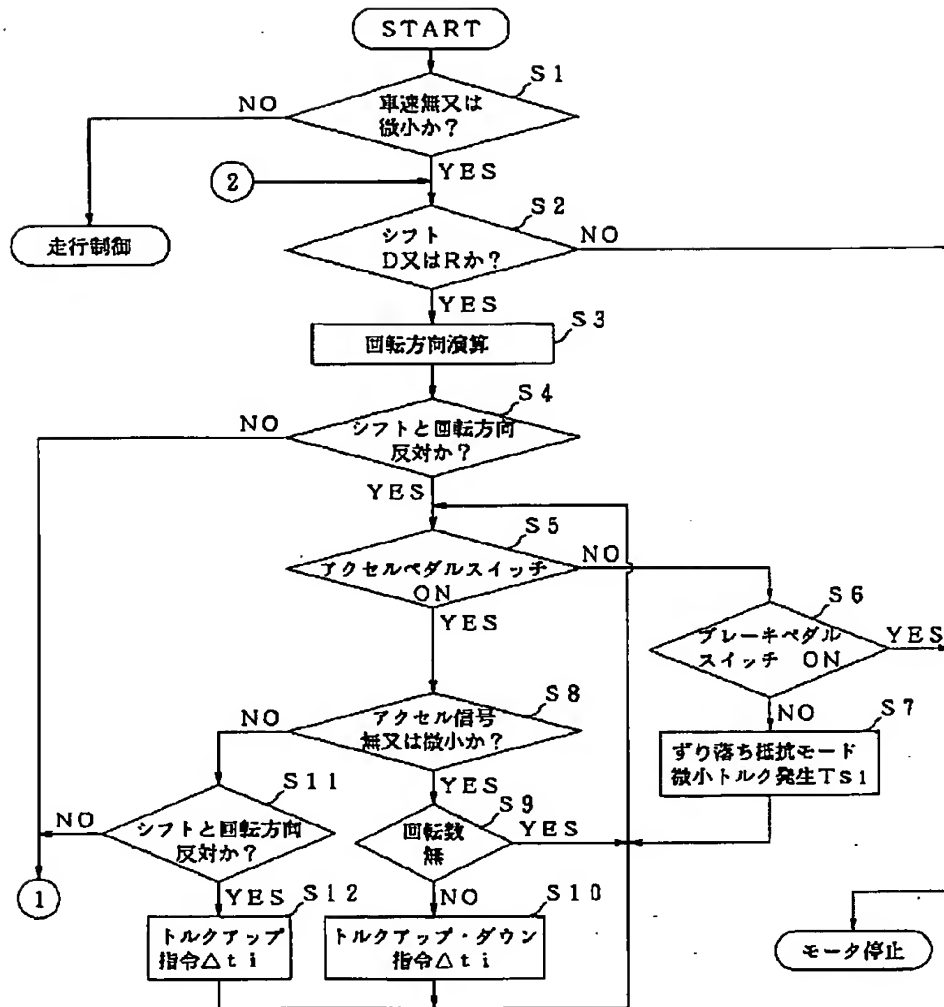 START
S1
NO
車速無又は
微小か?
YES
2
S2
走行制御
シフト
D又はRか?
NO
YES
S3
回転方向演算
S4
NO
シフトと回転方向
反対か?
YES
S5
アクセルペダルスイッチ
ON
NO
YES
S6
ブレーキペダル
スイッチ ON
YES
NO
S7
ずり落ち抵抗モード
微小トルク発生TS1
S8
NO
アクセル信号
無又は微小か?
YES
S11
NO
シフトと回転方向
反対か?
S9
回転数
無
YES
1
YES
S12
トルクアップ
指令△ti
NO
S10
トルクアップ・ダウン
指令△ti
モータ停止